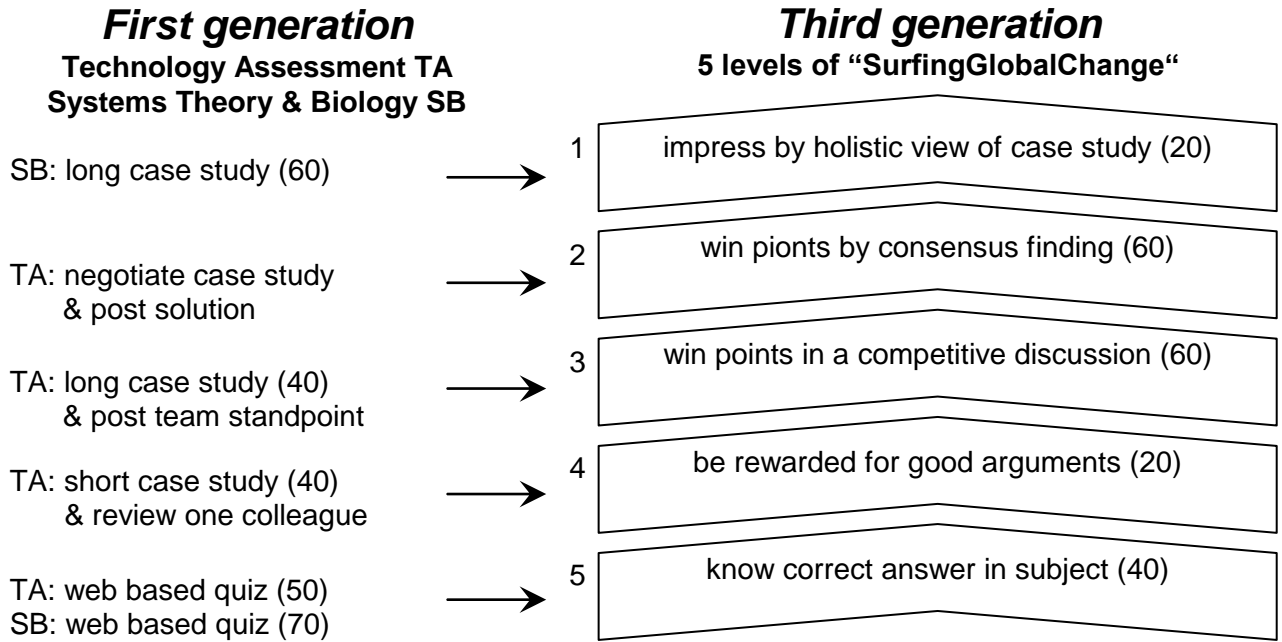 First generation
Technology Assessment TA
Systems Theory & Biology SB
SB: long case study (60)
TA: negotiate case study
& post solution
TA: long case study (40)
& post team standpoint
TA: short case study (40)
& review one colleague
TA: web based quiz (50)
SB: web based quiz (70)
Third generation
5 levels of “SurfingGlobalChange“
1
impress by holistic view of case study (20)
2
win pionts by consensus finding (60)
3
win points in a competitive discussion (60)
4
be rewarded for good arguments (20)
5
know correct answer in subject (40)